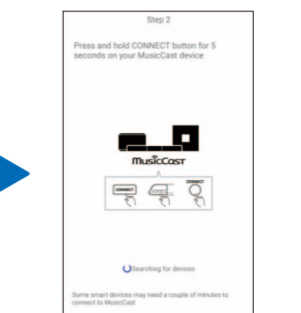 Step 2
Press and hold CONNECT button for 5
seconds on your MusicCast device
MusicCast
CONNECT
CONNECT
Searching for devices
Some smart devices may need a couple of minutes to
connect to MusicCast